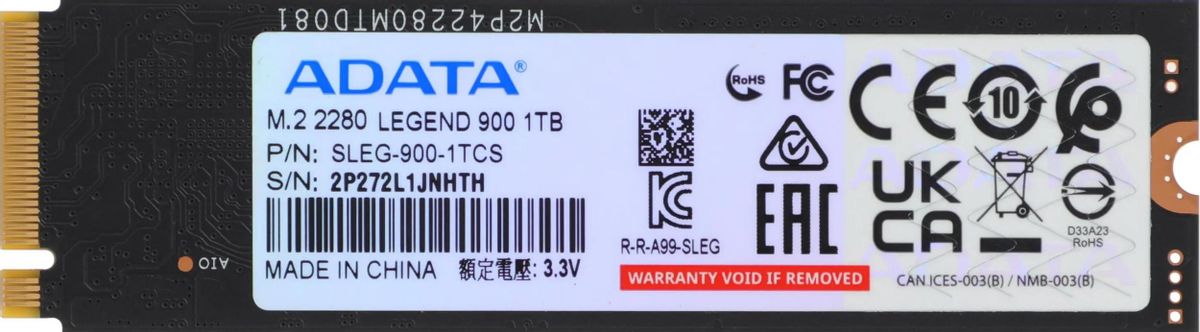 M2P42280MTD081
ADATA®
M.2 2280 LEGEND 900 1TB
P/N: SLEG-900-1TCS
S/N: 2P272L1JNHTH
MADE IN CHINA 額定電壓: 3.3V
RoHS
FC
CE
10
R-R-A99-SLEG
EAC
UK
CA
D33A23
RoHS
WARRANTY VOID IF REMOVED
CAN ICES-003(B) / NMB-003(B)
AIO